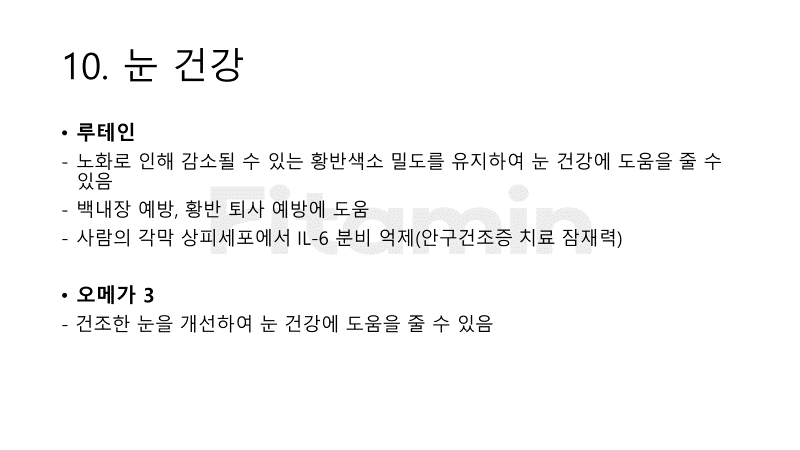 10. 눈 건강
• 루테인
- 노화로 인해 감소될 수 있는 황반색소 밀도를 유지하여 눈 건강에 도움을 줄 수
있음
- 백내장 예방, 황반 퇴사 예방에 도움
- 사람의 각막 상피세포에서 IL-6 분비 억제(안구건조증 치료 잠재력)
Fitamin
• 오메가 3
- 건조한 눈을 개선하여 눈 건강에 도움을 줄 수 있음